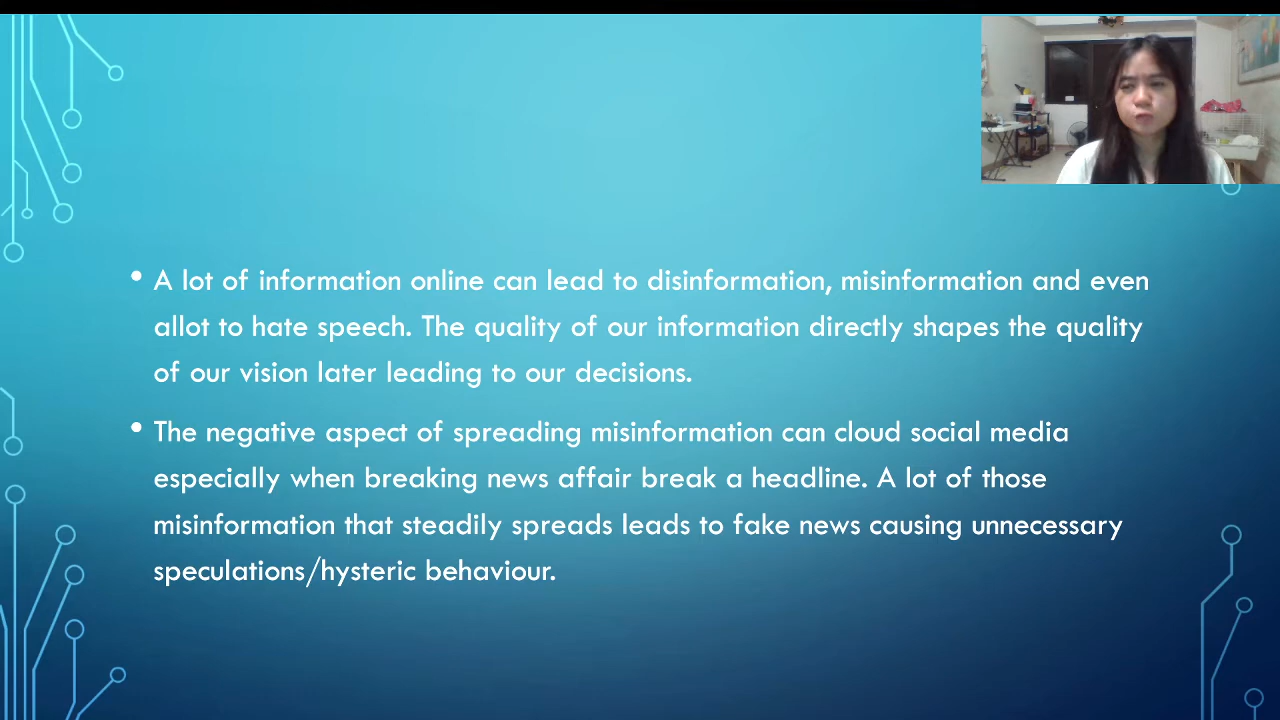 • A lot of information online can lead to disinformation, misinformation and even
allot to hate speech. The quality of our information directly shapes the quality
of our vision later leading to our decisions.
• The negative aspect of spreading misinformation can cloud social media
especially when breaking news affair break a headline. A lot of those
misinformation that steadily spreads leads to fake news causing unnecessary
speculations/hysteric behaviour.